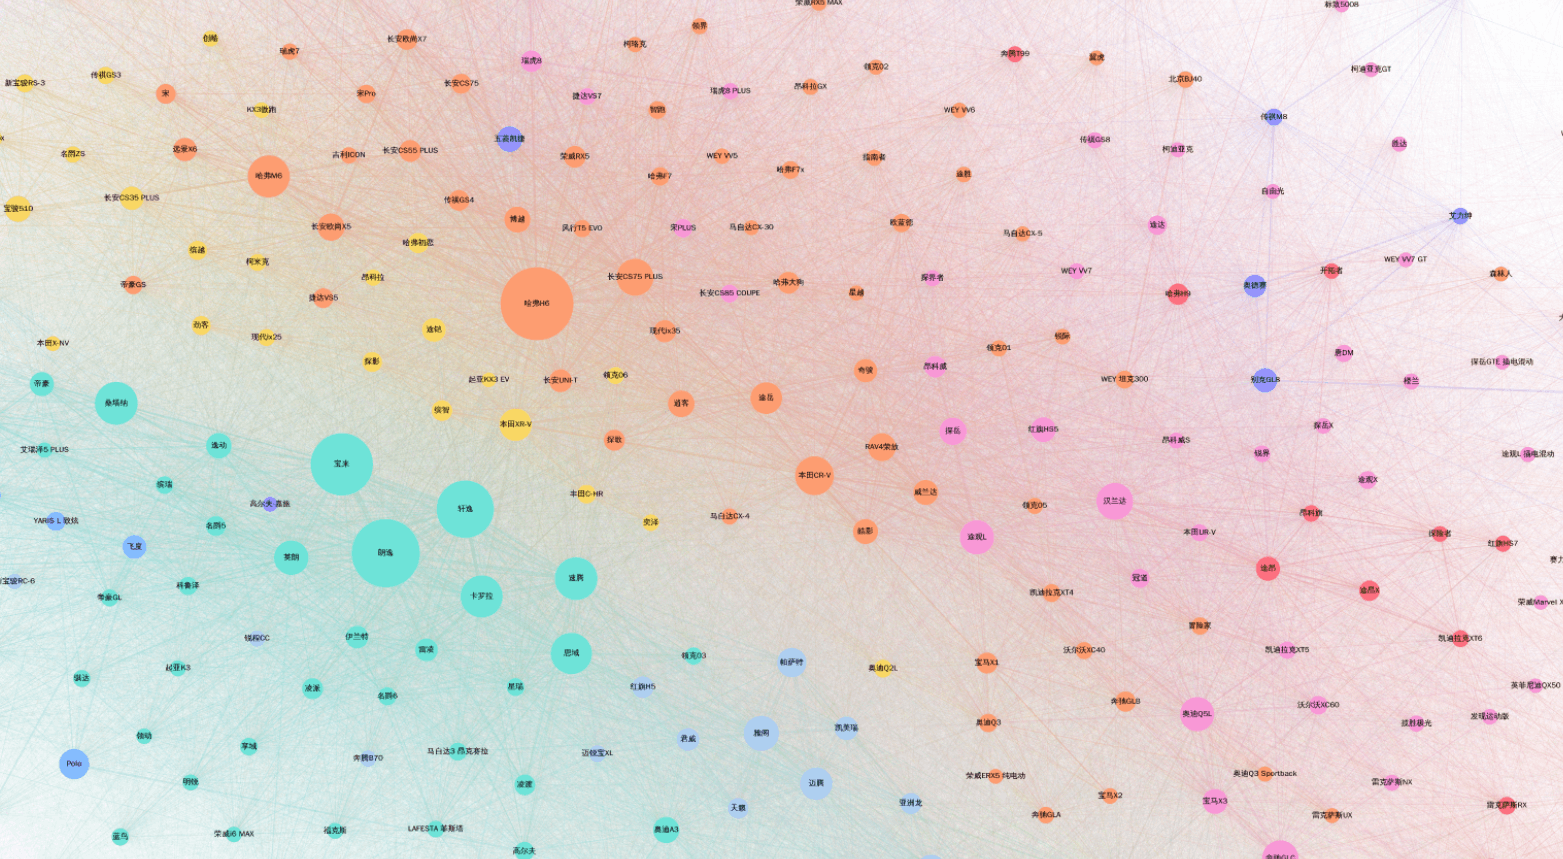 荣威RX5 MAX
标致5008
领界
创酷
长安欧尚X7
柯珞克
瑞虎7
奔腾T99
翼虎
瑞虎8
领克02
柯迪亚克GT
传祺GS3
新宝骏RS-3
长安CS75
北京BJ40
昂科拉GX
瑞虎8 PLUS
宋
宋Pro
捷达VS7
KX3傲跑
智跑
WEY VV6
传祺M8
五菱凯捷
传祺GS8
名爵ZS
远景X6
吉利ICON
长安CS55 PLUS
荣威RX5
WEY VV5
指南者
柯迪亚克
哈弗M6
哈弗F7
哈弗F7x
途胜
自由光
长安CS35 PLUS
传祺GS4
宝骏510
艾力绅
长安欧尚X5
博越
风行T5 EVO
宋PLUS
马自达CX-30
欧蓝德
途达
马自达CX-5
缤越
哈弗初恋
柯米克
WEY VV7 GT
帝豪GS
昂科拉
长安CS75 PLUS
哈弗大狗
探界者
WEY VV7
开拓者
森林人
捷达VS5
哈弗H6
长安CS85 COUPE
星越
哈弗H9
奥德赛
劲客
现代ix25
途铠
现代ix35
锐际
本田X-NV
领克01
唐DM
探影
奇骏
昂科威
探岳GTE 插电混动
帝豪
起亚KX3 EV
长安UNI-T
领克06
WEY 坦克300
别克GL8
楼兰
桑塔纳
缤智
逍客
途岳
本田XR-V
探歌
探岳
红旗HS5
探岳X
艾瑞泽5 PLUS
逸动
RAV4荣放
昂科威S
锐界
途观L 插电混动
宝来
本田CR-V
缤瑞
途观X
高尔夫·嘉旅
丰田C-HR
威兰达
领克05
汉兰达
YARIS L 致炫
名爵5
轩逸
奕泽
马自达CX-4
昂科旗
飞度
英朗
朗逸
皓影
途观L
本田UR-V
探险者
红旗HS7
新宝骏RC-6
科鲁泽
速腾
冠道
途昂
帝豪GL
卡罗拉
凯迪拉克XT4
途昂X
荣威Marvel X
锐程CC
伊兰特
雷凌
思域
领克03
冒险家
凯迪拉克XT6
起亚K3
帕萨特
奥迪Q2L
宝马X1
沃尔沃XC40
凯迪拉克XT5
骐达
凌派
名爵6
星瑞
红旗H5
奔驰GLB
奥迪Q5L
沃尔沃XC60
英菲尼迪QX50
领动
享域
君威
雅阁
凯美瑞
奥迪Q3
揽胜极光
发现运动版
Polo
奔腾B70
马自达3 昂克赛拉
迈锐宝XL
明锐
凌渡
迈腾
荣威ERX5 纯电动
奥迪Q3 Sportback
雷克萨斯NX
天籁
亚洲龙
宝马X2
宝马X3
雷克萨斯RX
蓝鸟
荣威i6 MAX
福克斯
LAFESTA 菲斯塔
奥迪A3
奔驰GLA
雷克萨斯UX
高尔夫
奔驰GLC